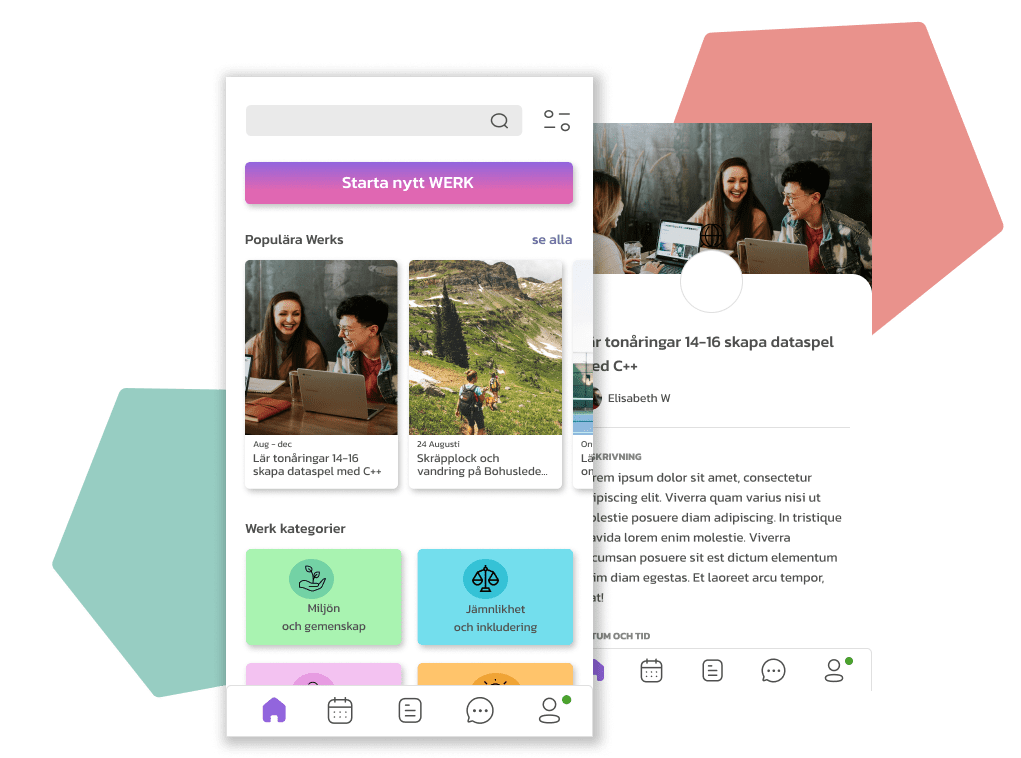 Starta nytt WERK
Populära Werks
se alla
Aug - dec
Lär tonåringar 14-16
skapa dataspel med C++
24 Augusti
Skräpplock och
vandring på Bohuslede...
On
Lä
Werk kategorier
Miljön
och gemenskap
Jämnlikhet
och inkludering
r tonåringar 14-16 skapa dataspel
ed C++
Elisabeth W
SKRIVNING
rem ipsum dolor sit amet, consectetur
ipiscing elit. Viverra quam varius nisi ut
olestie posuere diam adipiscing. In tristique
avida lorem enim molestie. Viverra
cumsan posuere sit est dictum elementum
im diam egestas. Et laoreet arcu tempor,
at!
TUM OCH TID